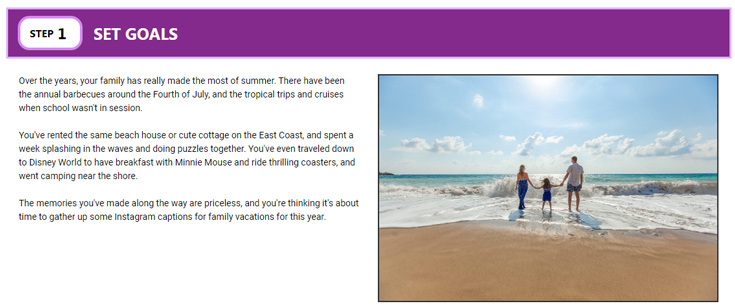 STEP 1 SET GOALS
Over the years, your family has really made the most of summer. There have been
the annual barbecues around the Fourth of July, and the tropical trips and cruises
when school wasn't in session.
You've rented the same beach house or cute cottage on the East Coast, and spent a
week splashing in the waves and doing puzzles together. You've even traveled down
to Disney World to have breakfast with Minnie Mouse and ride thrilling coasters, and
went camping near the shore.
The memories you've made along the way are priceless, and you're thinking it's about
time to gather up some Instagram captions for family vacations for this year.